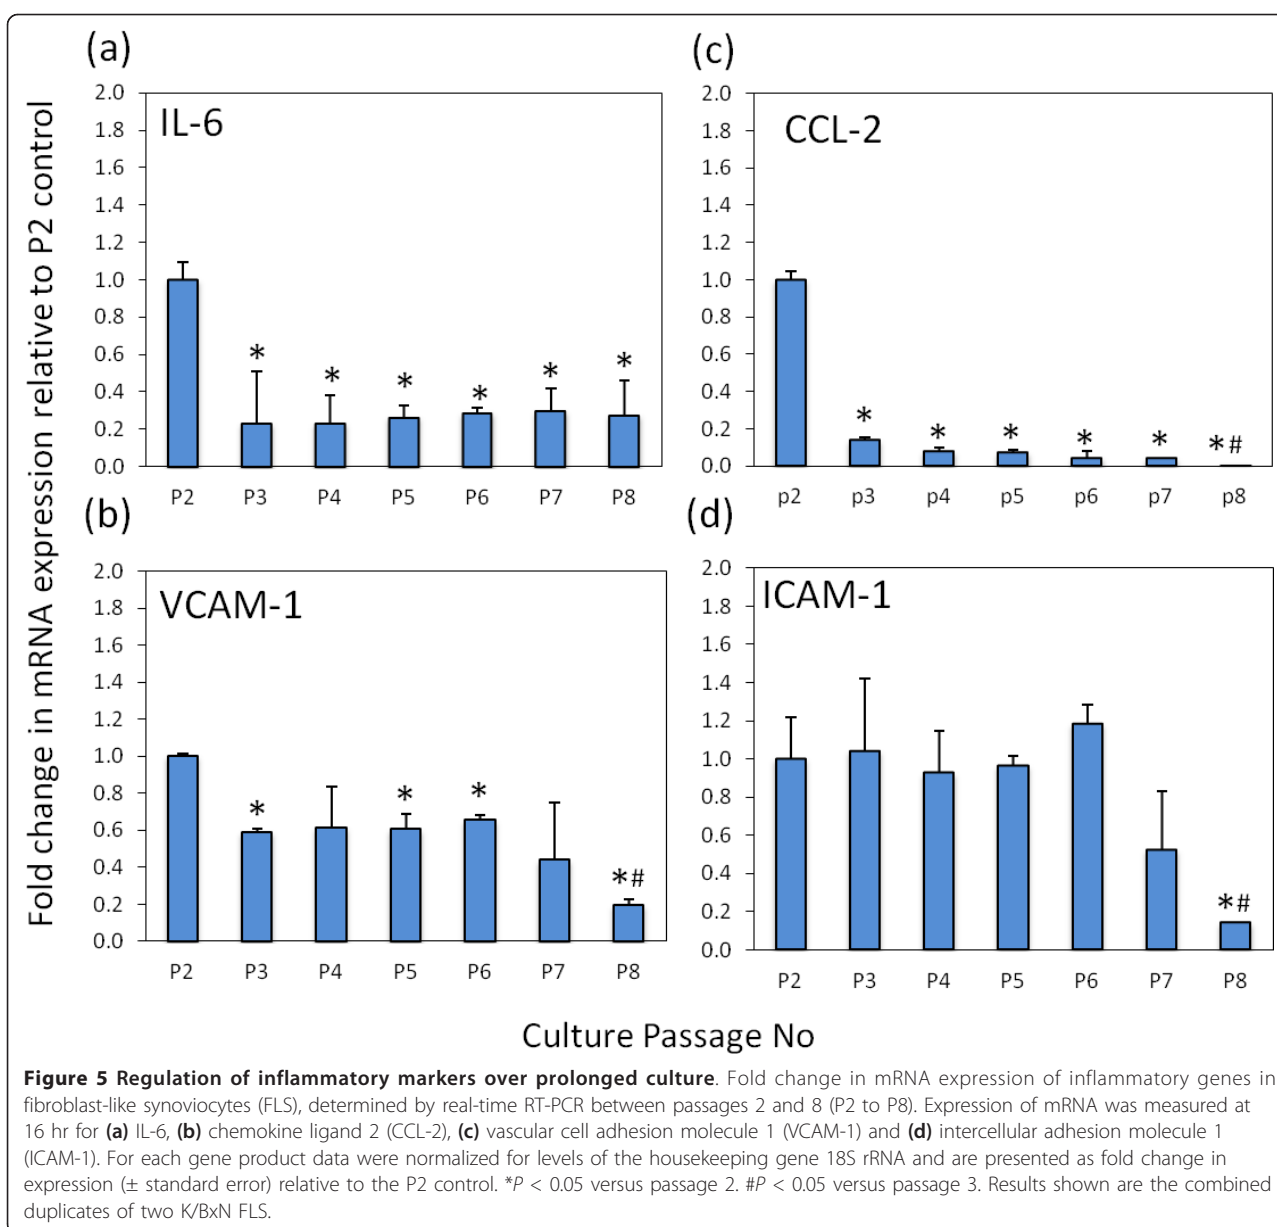 Fold change in mRNA expression relative to P2 control
(a)
IL-6
2.0
1.8
1.6
1.4
1.2
1.0
0.8
0.6
0.4
0.2
0.0
* * * * * *
P2 P3 P4 P5 P6 P7 P8
(c)
CCL-2
2.0
1.8
1.6
1.4
1.2
1.0
0.8
0.6
0.4
0.2
0.0
* * * * * *#
p2 p3 p4 p5 p6 p7 p8
(b)
VCAM-1
2.0
1.8
1.6
1.4
1.2
1.0
0.8
0.6
0.4
0.2
0.0
* * * *#
P2 P3 P4 P5 P6 P7 P8
(d)
ICAM-1
2.0
1.8
1.6
1.4
1.2
1.0
0.8
0.6
0.4
0.2
0.0
*#
P2 P3 P4 P5 P6 P7 P8
Culture Passage No
Figure 5 Regulation of inflammatory markers over prolonged culture. Fold change in mRNA expression of inflammatory genes in
fibroblast-like synoviocytes (FLS), determined by real-time RT-PCR between passages 2 and 8 (P2 to P8). Expression of mRNA was measured at
16 hr for (a) IL-6, (b) chemokine ligand 2 (CCL-2), (c) vascular cell adhesion molecule 1 (VCAM-1) and (d) intercellular adhesion molecule 1
(ICAM-1). For each gene product data were normalized for levels of the housekeeping gene 18S rRNA and are presented as fold change in
expression (± standard error) relative to the P2 control. *P < 0.05 versus passage 2. #P < 0.05 versus passage 3. Results shown are the combined
duplicates of two K/BxN FLS.